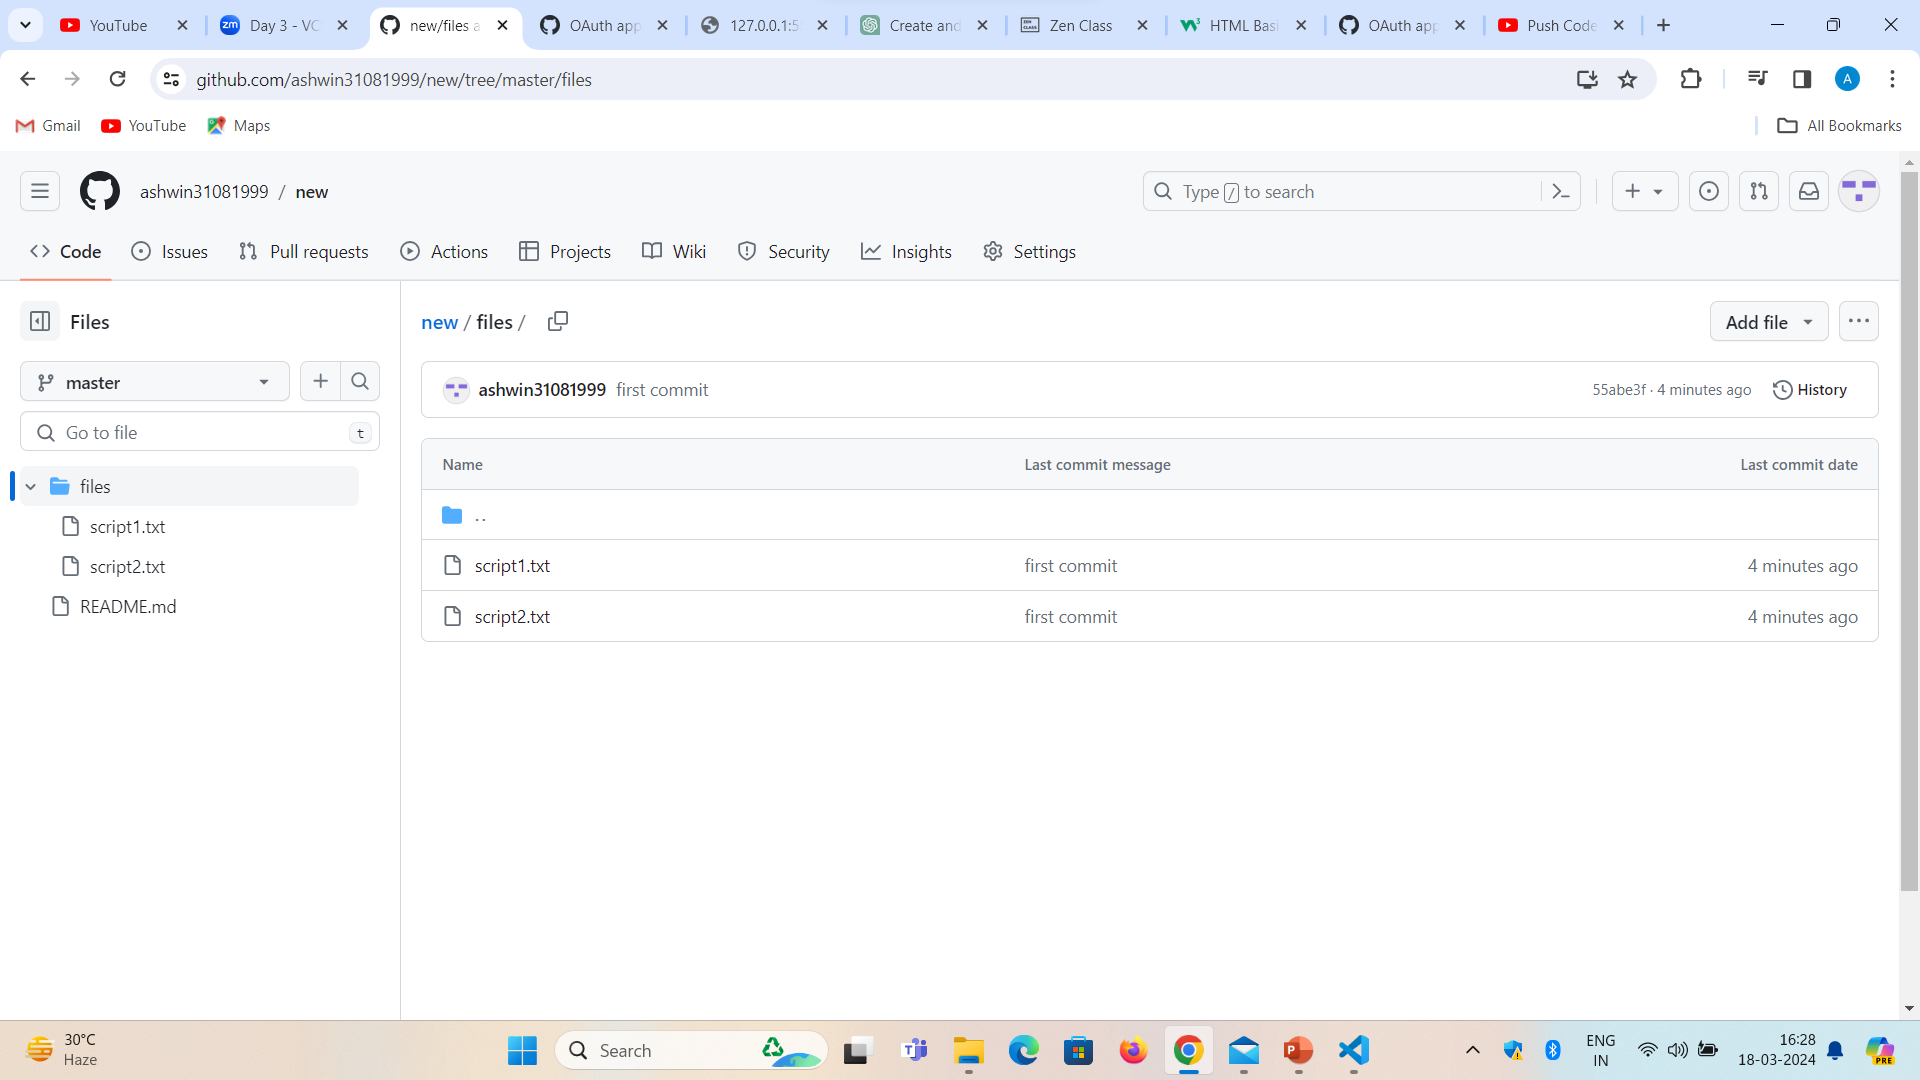 YouTube
Day 3 - VC
new/files a
OAuth app
127.0.0.1:5
Create and
Zen Class
HTML Basi
OAuth app
Push Code
github.com/ashwin31081999/new/tree/master/files
A
Gmail
YouTube
Maps
All Bookmarks
ashwin31081999 / new
Type / to search
Code
Issues
Pull requests
Actions
Projects
Wiki
Security
Insights
Settings
Files
new / files /
Add file
master
ashwin31081999 first commit
55abe3f · 4 minutes ago
History
Go to file
t
Name
Last commit message
Last commit date
files
..
script1.txt
script1.txt
first commit
4 minutes ago
script2.txt
script2.txt
first commit
4 minutes ago
README.md
30°C
Haze
Search
ENG
IN
16:28
18-03-2024
PRE